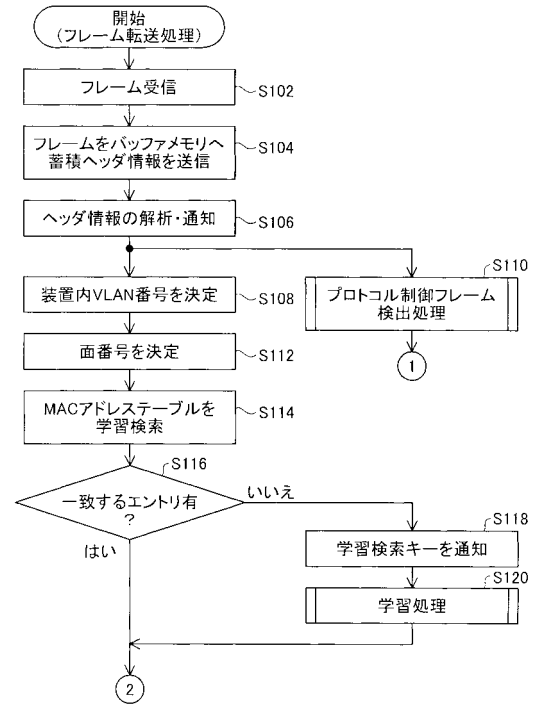 開始
(フレーム転送処理)
フレーム受信
S102
フレームをバッファメモリへ
蓄積ヘッダ情報を送信
S104
ヘッダ情報の解析・通知
S106
装置内VLAN番号を決定
S108
S110
プロトコル制御フレーム
検出処理
1
面番号を決定
S112
MACアドレステーブルを
学習検索
S114
S116
一致するエントリ有
?
いいえ
はい
S118
学習検索キーを通知
S120
学習処理
2